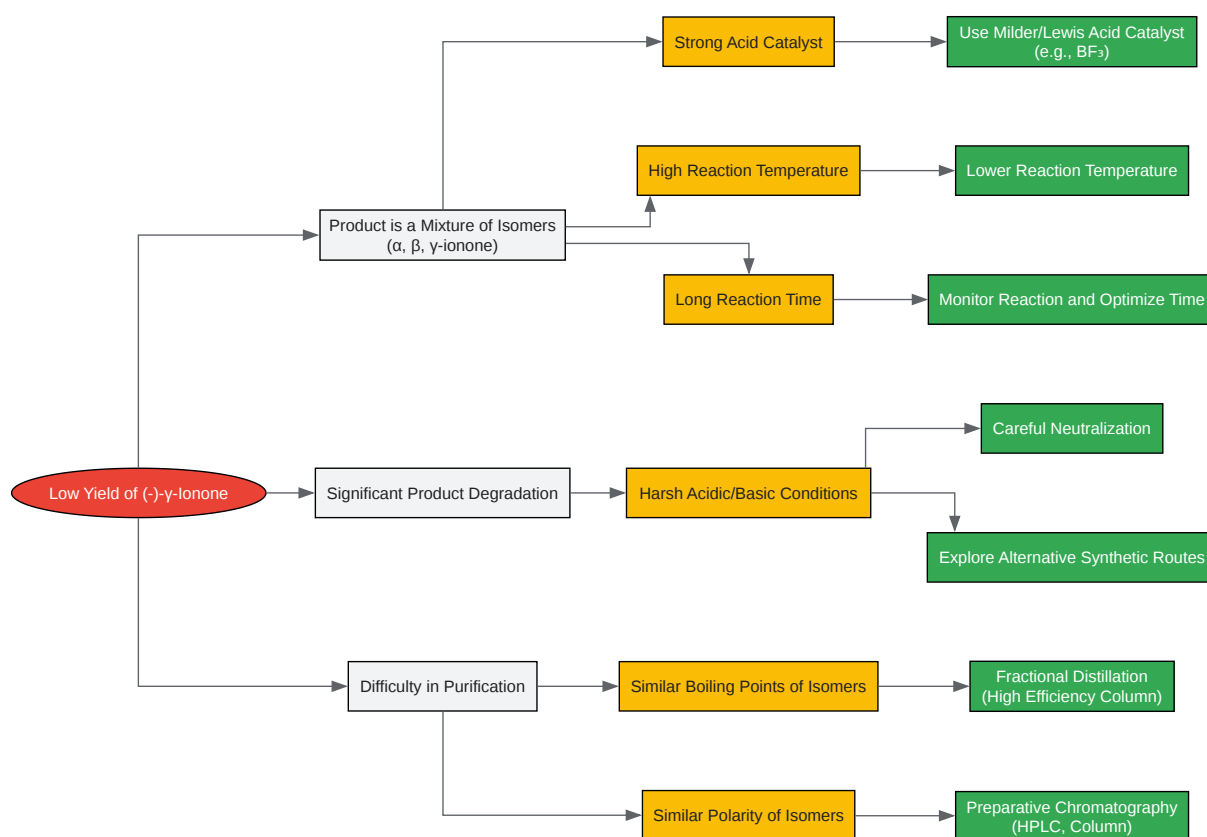 Strong Acid Catalyst
Use Milder/Lewis Acid Catalyst
(e.g., BF₃)
High Reaction Temperature
Lower Reaction Temperature
Product is a Mixture of Isomers
(α, β, γ-ionone)
Long Reaction Time
Monitor Reaction and Optimize Time
Careful Neutralization
Low Yield of (-)-γ-Ionone
Significant Product Degradation
Harsh Acidic/Basic Conditions
Explore Alternative Synthetic Routes
Difficulty in Purification
Similar Boiling Points of Isomers
Fractional Distillation
(High Efficiency Column)
Similar Polarity of Isomers
Preparative Chromatography
(HPLC, Column)